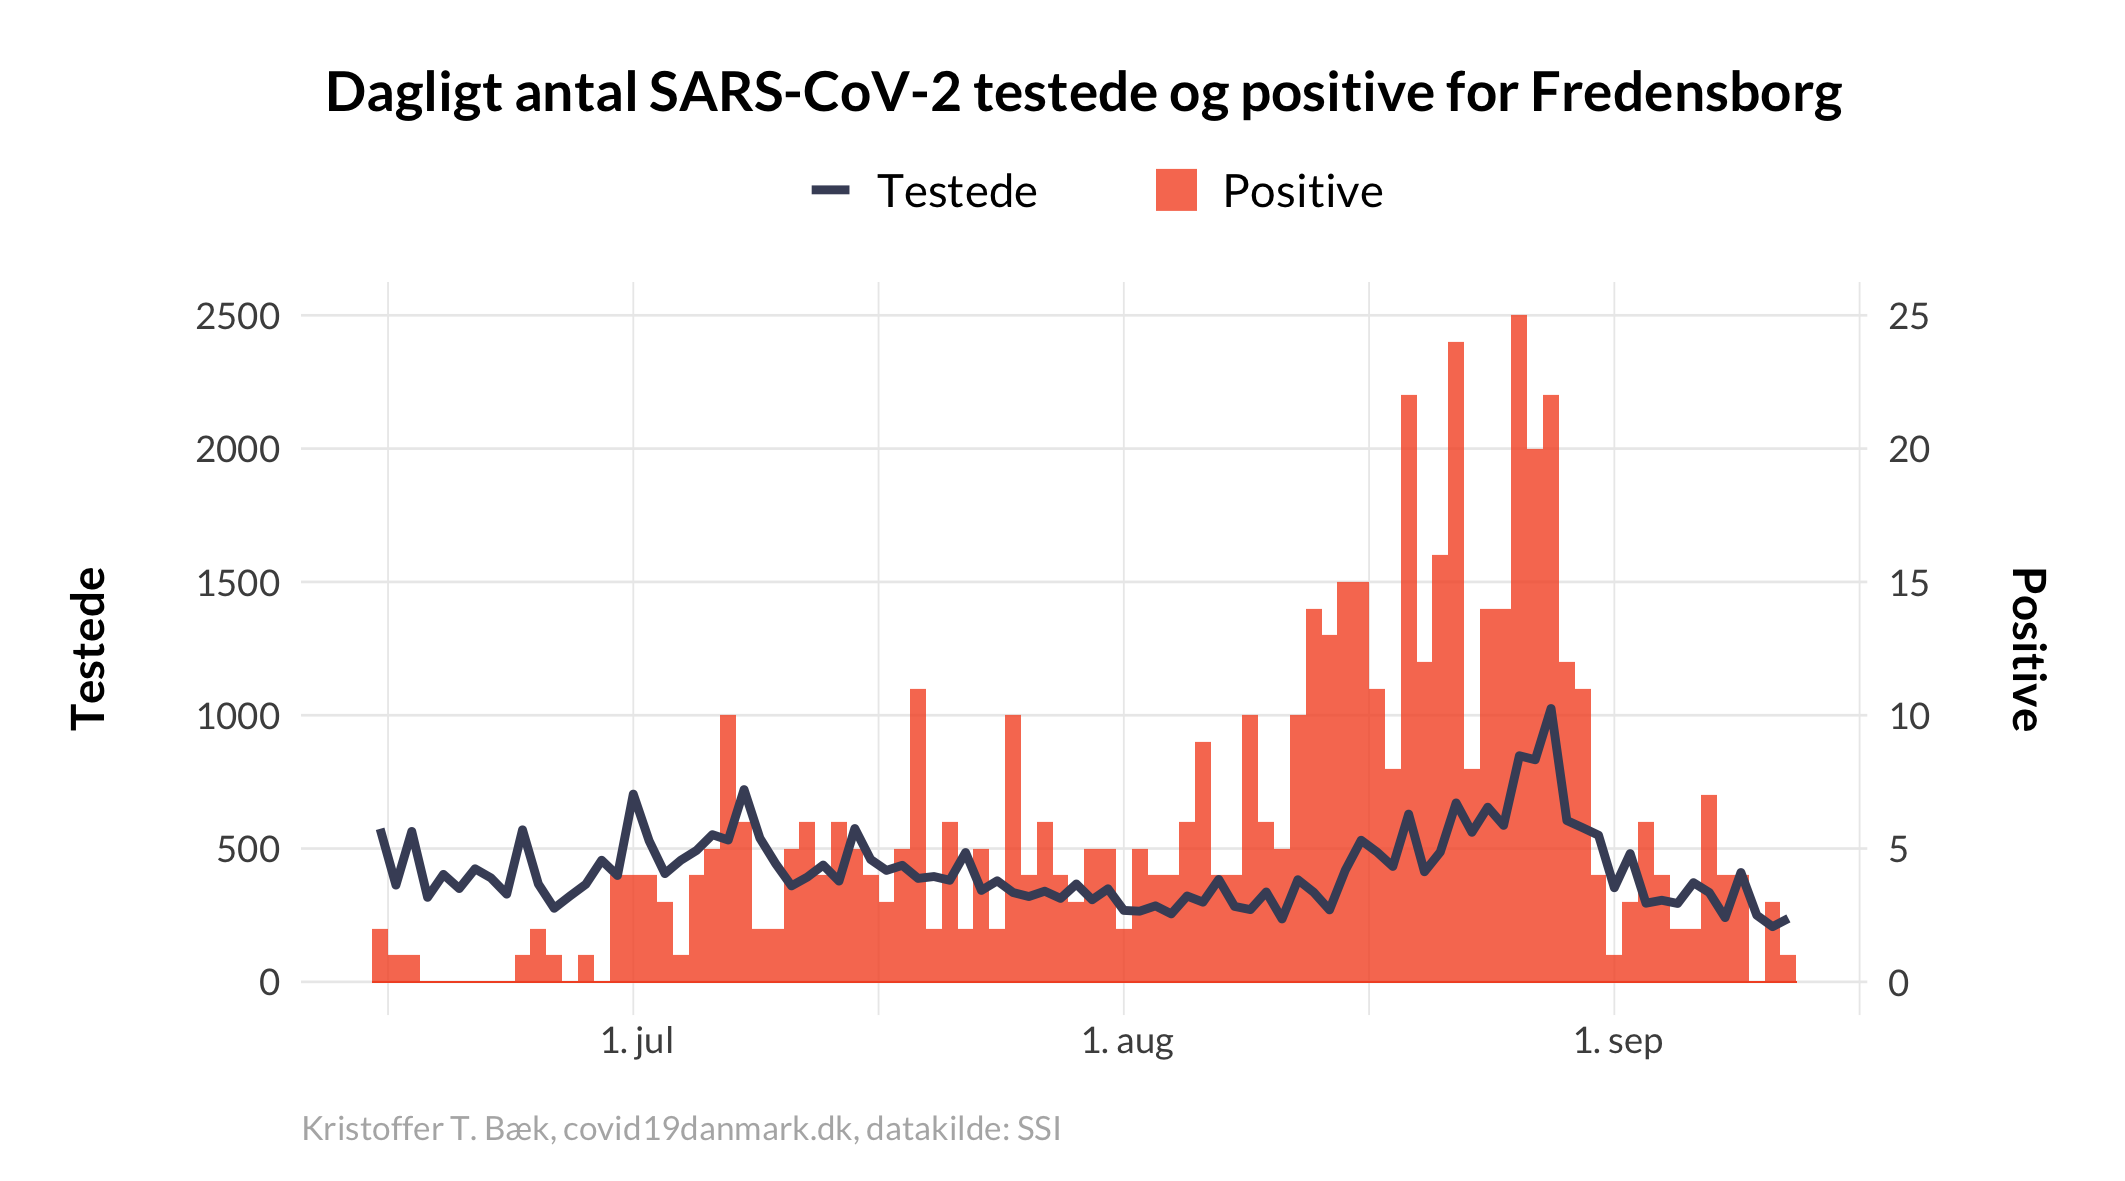 Dagligt antal SARS-CoV-2 testede og positive for Fredensborg
Testede
Positive
2500
2000
1500
1000
500
0
25
20
15
10
5
0
Testede
Positive
1. jul
1. aug
1. sep
Kristoffer T. Bæk, covid19danmark.dk, datakilde: SSI